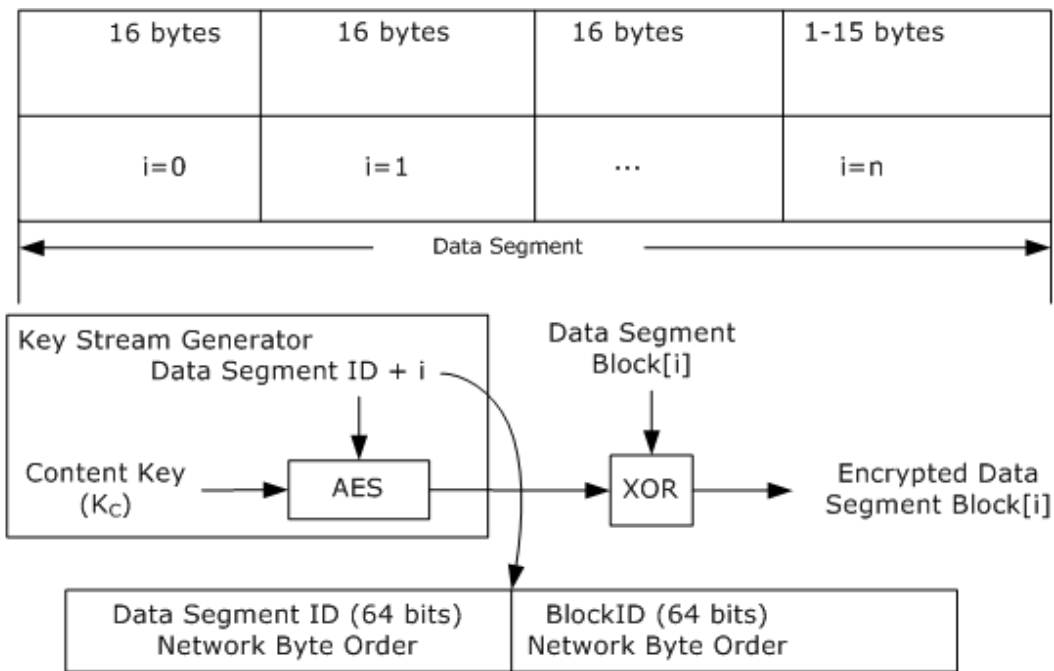 16 bytes 16 bytes 16 bytes 1-15 bytes
i=0 i=1 ... i=n
Data Segment
Key Stream Generator
Data Segment ID + i
Data Segment
Block[i]
Content Key
(KC)
AES
XOR
Encrypted Data
Segment Block[i]
Data Segment ID (64 bits)
Network Byte Order
BlockID (64 bits)
Network Byte Order